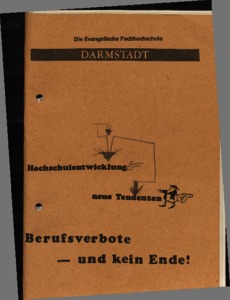 Die Evangelische Fachhochschule
DARMSTADT
Hochschulentwicklung
neue Tendenzen
Berufsverbote
— und kein Ende!